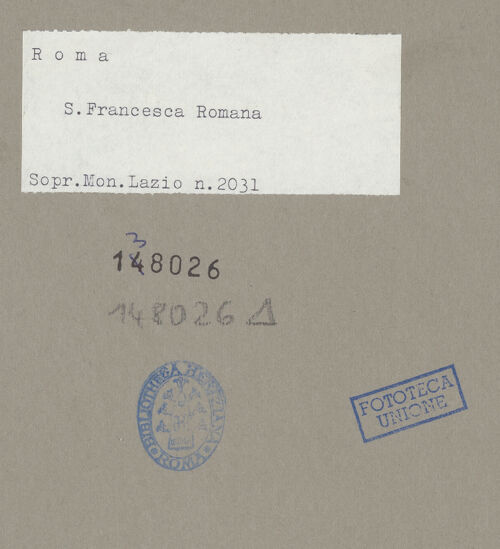 Roma
S.Francesca Romana
Sopr.Mon.Lazio n.2031
3
148026
148026 Δ
BIBLIOTHECA HERTZIANA
ROMA
FOTOTECA
UNIONE